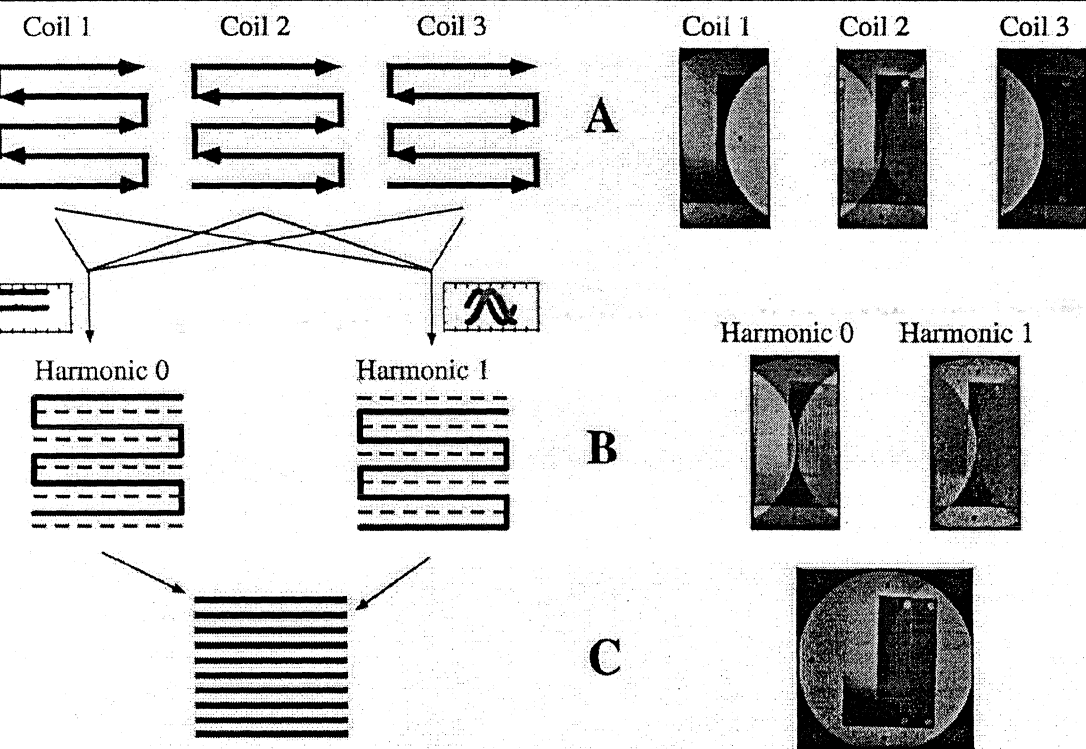 Coil 1 Coil 2 Coil 3 Coil 1 Coil 2 Coil 3
A
Harmonic 0 Harmonic 1
Harmonic 0 Harmonic 1
B
C